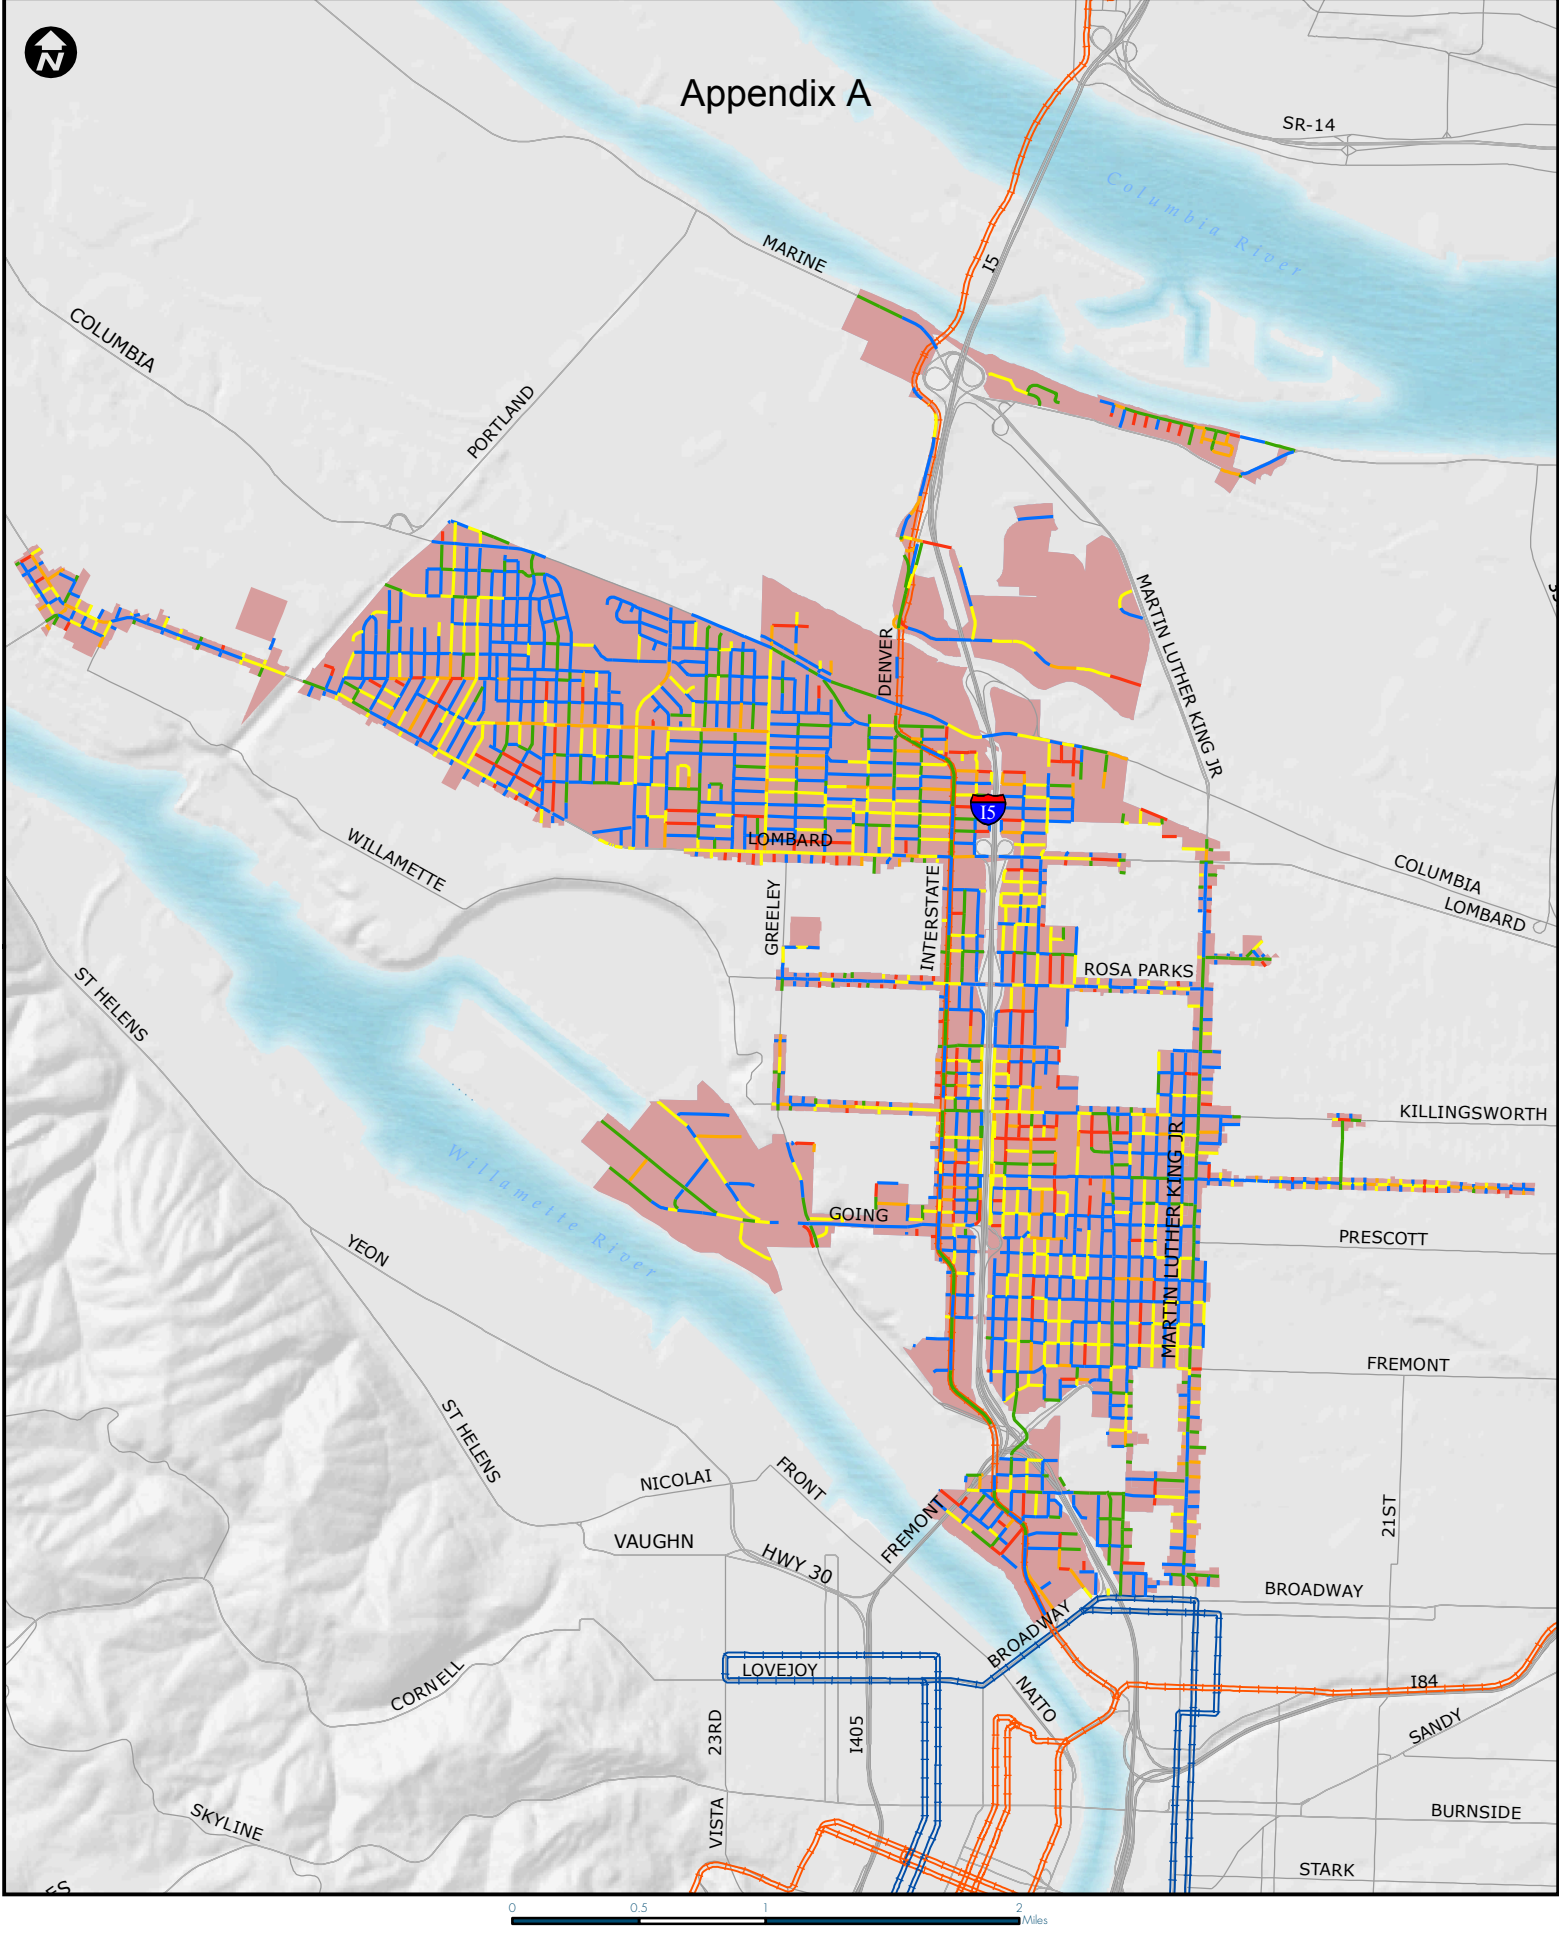 N
Appendix A
SR-14
Columbia River
MARINE
I5
COLUMBIA
PORTLAND
MARTIN LUTHER KING JR
DENVER
I5
LOMBARD
WILLAMETTE
COLUMBIA
LOMBARD
GREELEY
INTERSTATE
ROSA PARKS
ST HELENS
KILLINGSWORTH
MARTIN LUTHER KING JR
Willamette River
GOING
PRESCOTT
YEON
FREMONT
ST HELENS
NICOLAI
FRONT
FREMONT
21ST
VAUGHN
HWY 30
BROADWAY
BROADWAY
LOVEJOY
CORNELL
NAITO
I84
23RD
I405
SANDY
SKYLINE
VISTA
BURNSIDE
STARK
ES
0 0.5 1 2
Miles